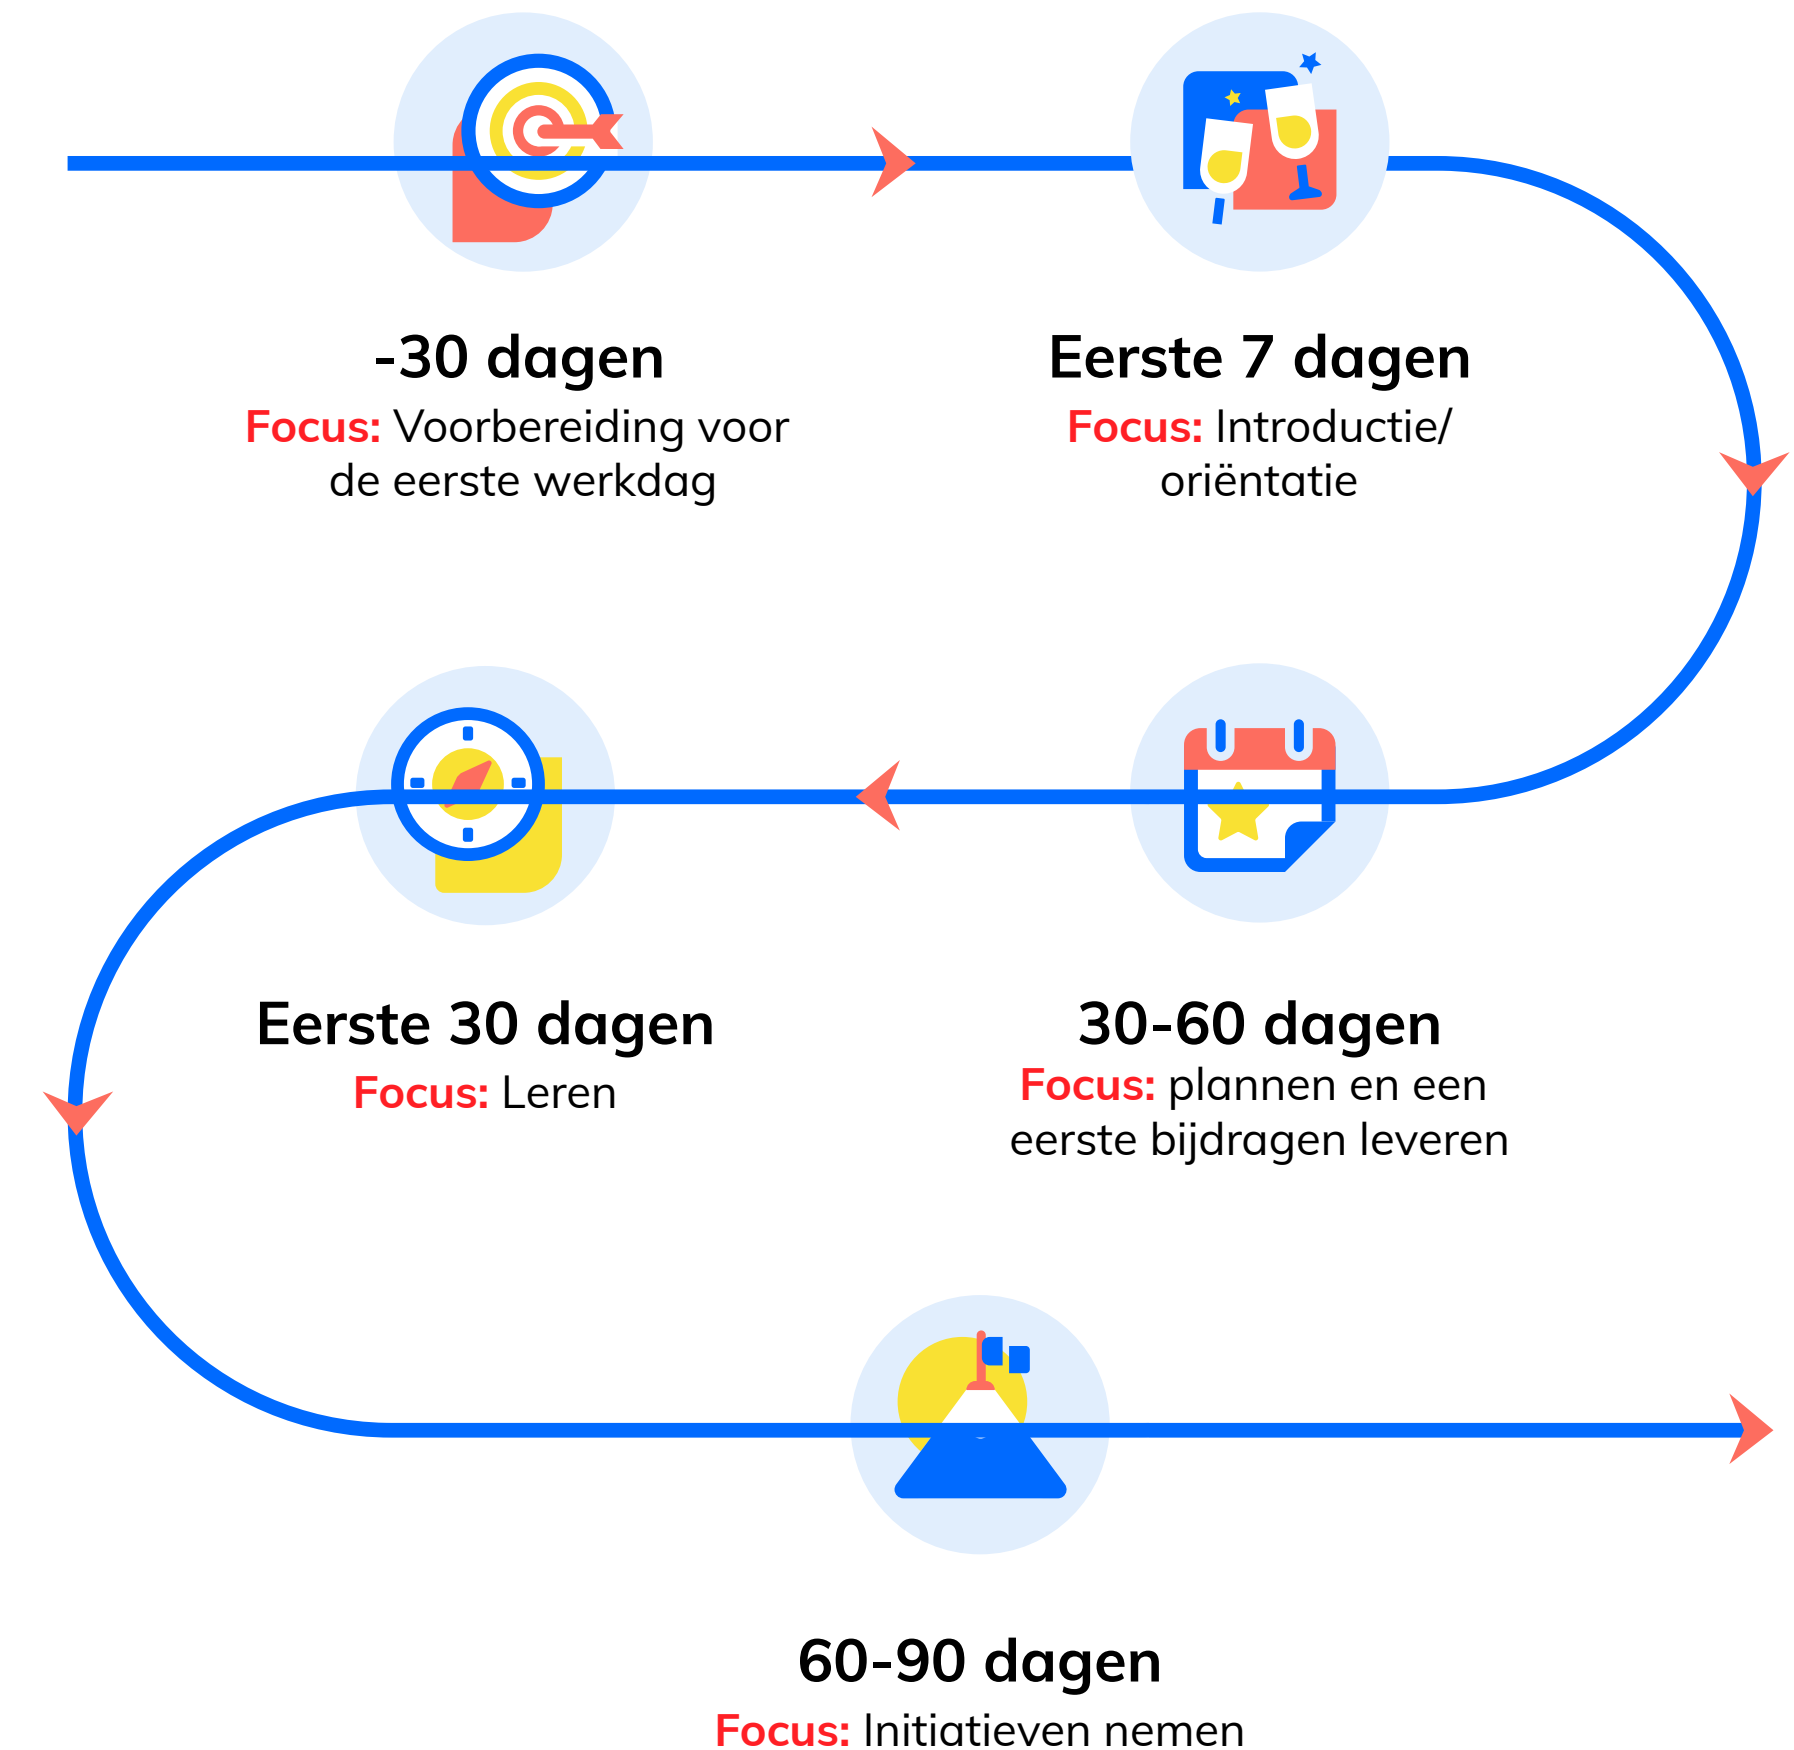 -30 dagen
Focus: Voorbereiding voor
de eerste werkdag
Eerste 7 dagen
Focus: Introductie/
oriëntatie
Eerste 30 dagen
Focus: Leren
30-60 dagen
Focus: plannen en een
eerste bijdragen leveren
60-90 dagen
Focus: Initiatieven nemen